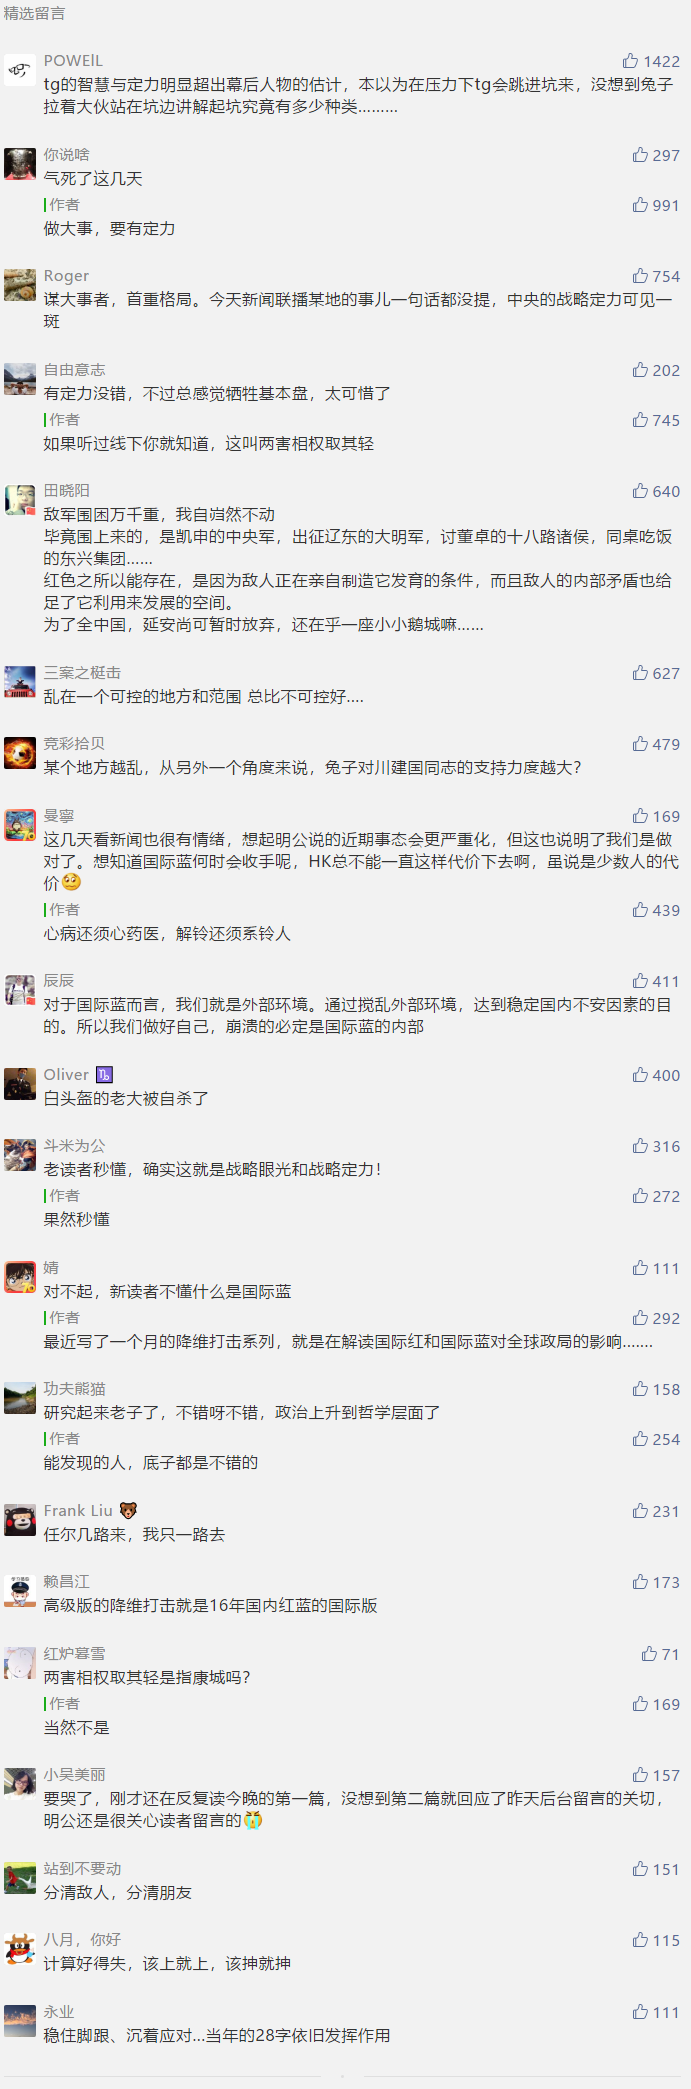 精选留言
POWElL 1422
tg的智慧与定力明显超出幕后人物的估计，本以为在压力下tg会跳进坑来，没想到兔子
拉着大伙站在坑边讲解起坑究竟有多少种类………
你说啥 297
气死了这几天
作者 991
做大事，要有定力
Roger 754
谋大事者，首重格局。今天新闻联播某地的事儿一句话都没提，中央的战略定力可见一
斑
自由意志 202
有定力没错，不过总感觉牺牲基本盘，太可惜了
作者 745
如果听过线下你就知道，这叫两害相权取其轻
田晓阳 640
敌军围困万千重，我自岿然不动
毕竟围上来的，是凯申的中央军，出征辽东的大明军，讨董卓的十八路诸侯，同桌吃饭
的东兴集团……
红色之所以能存在，是因为敌人正在亲自制造它发育的条件，而且敌人的内部矛盾也给
足了它利用来发展的空间。
为了全中国，延安尚可暂时放弃，还在乎一座小小鹅城嘛……
三案之梃击 627
乱在一个可控的地方和范围 总比不可控好....
竞彩拾贝 479
某个地方越乱，从另外一个角度来说，兔子对川建国同志的支持力度越大？
曼寧 169
这几天看新闻也很有情绪，想起明公说的近期事态会更严重化，但这也说明了我们是做
对了。想知道国际蓝何时会收手呢，HK总不能一直这样代价下去啊，虽说是少数人的代
价
作者 439
心病还须心药医，解铃还须系铃人
辰辰 411
对于国际蓝而言，我们就是外部环境。通过搅乱外部环境，达到稳定国内不安因素的目
的。所以我们做好自己，崩溃的必定是国际蓝的内部
Oliver ♑ 400
白头盔的老大被自杀了
斗米为公 316
老读者秒懂，确实这就是战略眼光和战略定力！
作者 272
果然秒懂
婧 111
对不起，新读者不懂什么是国际蓝
作者 292
最近写了一个月的降维打击系列，就是在解读国际红和国际蓝对全球政局的影响.......
功夫熊猫 158
研究起来老子了，不错呀不错，政治上升到哲学层面了
作者 254
能发现的人，底子都是不错的
Frank Liu 231
任尔几路来，我只一路去
赖昌江 173
高级版的降维打击就是16年国内红蓝的国际版
红炉暮雪 71
两害相权取其轻是指康城吗？
作者 169
当然不是
小吴美丽 157
要哭了，刚才还在反复读今晚的第一篇，没想到第二篇就回应了昨天后台留言的关切，
明公还是很关心读者留言的
站到不要动 151
分清敌人，分清朋友
八月，你好 115
计算好得失，该上就上，该抻就抻
永业 111
稳住脚跟、沉着应对...当年的28字依旧发挥作用